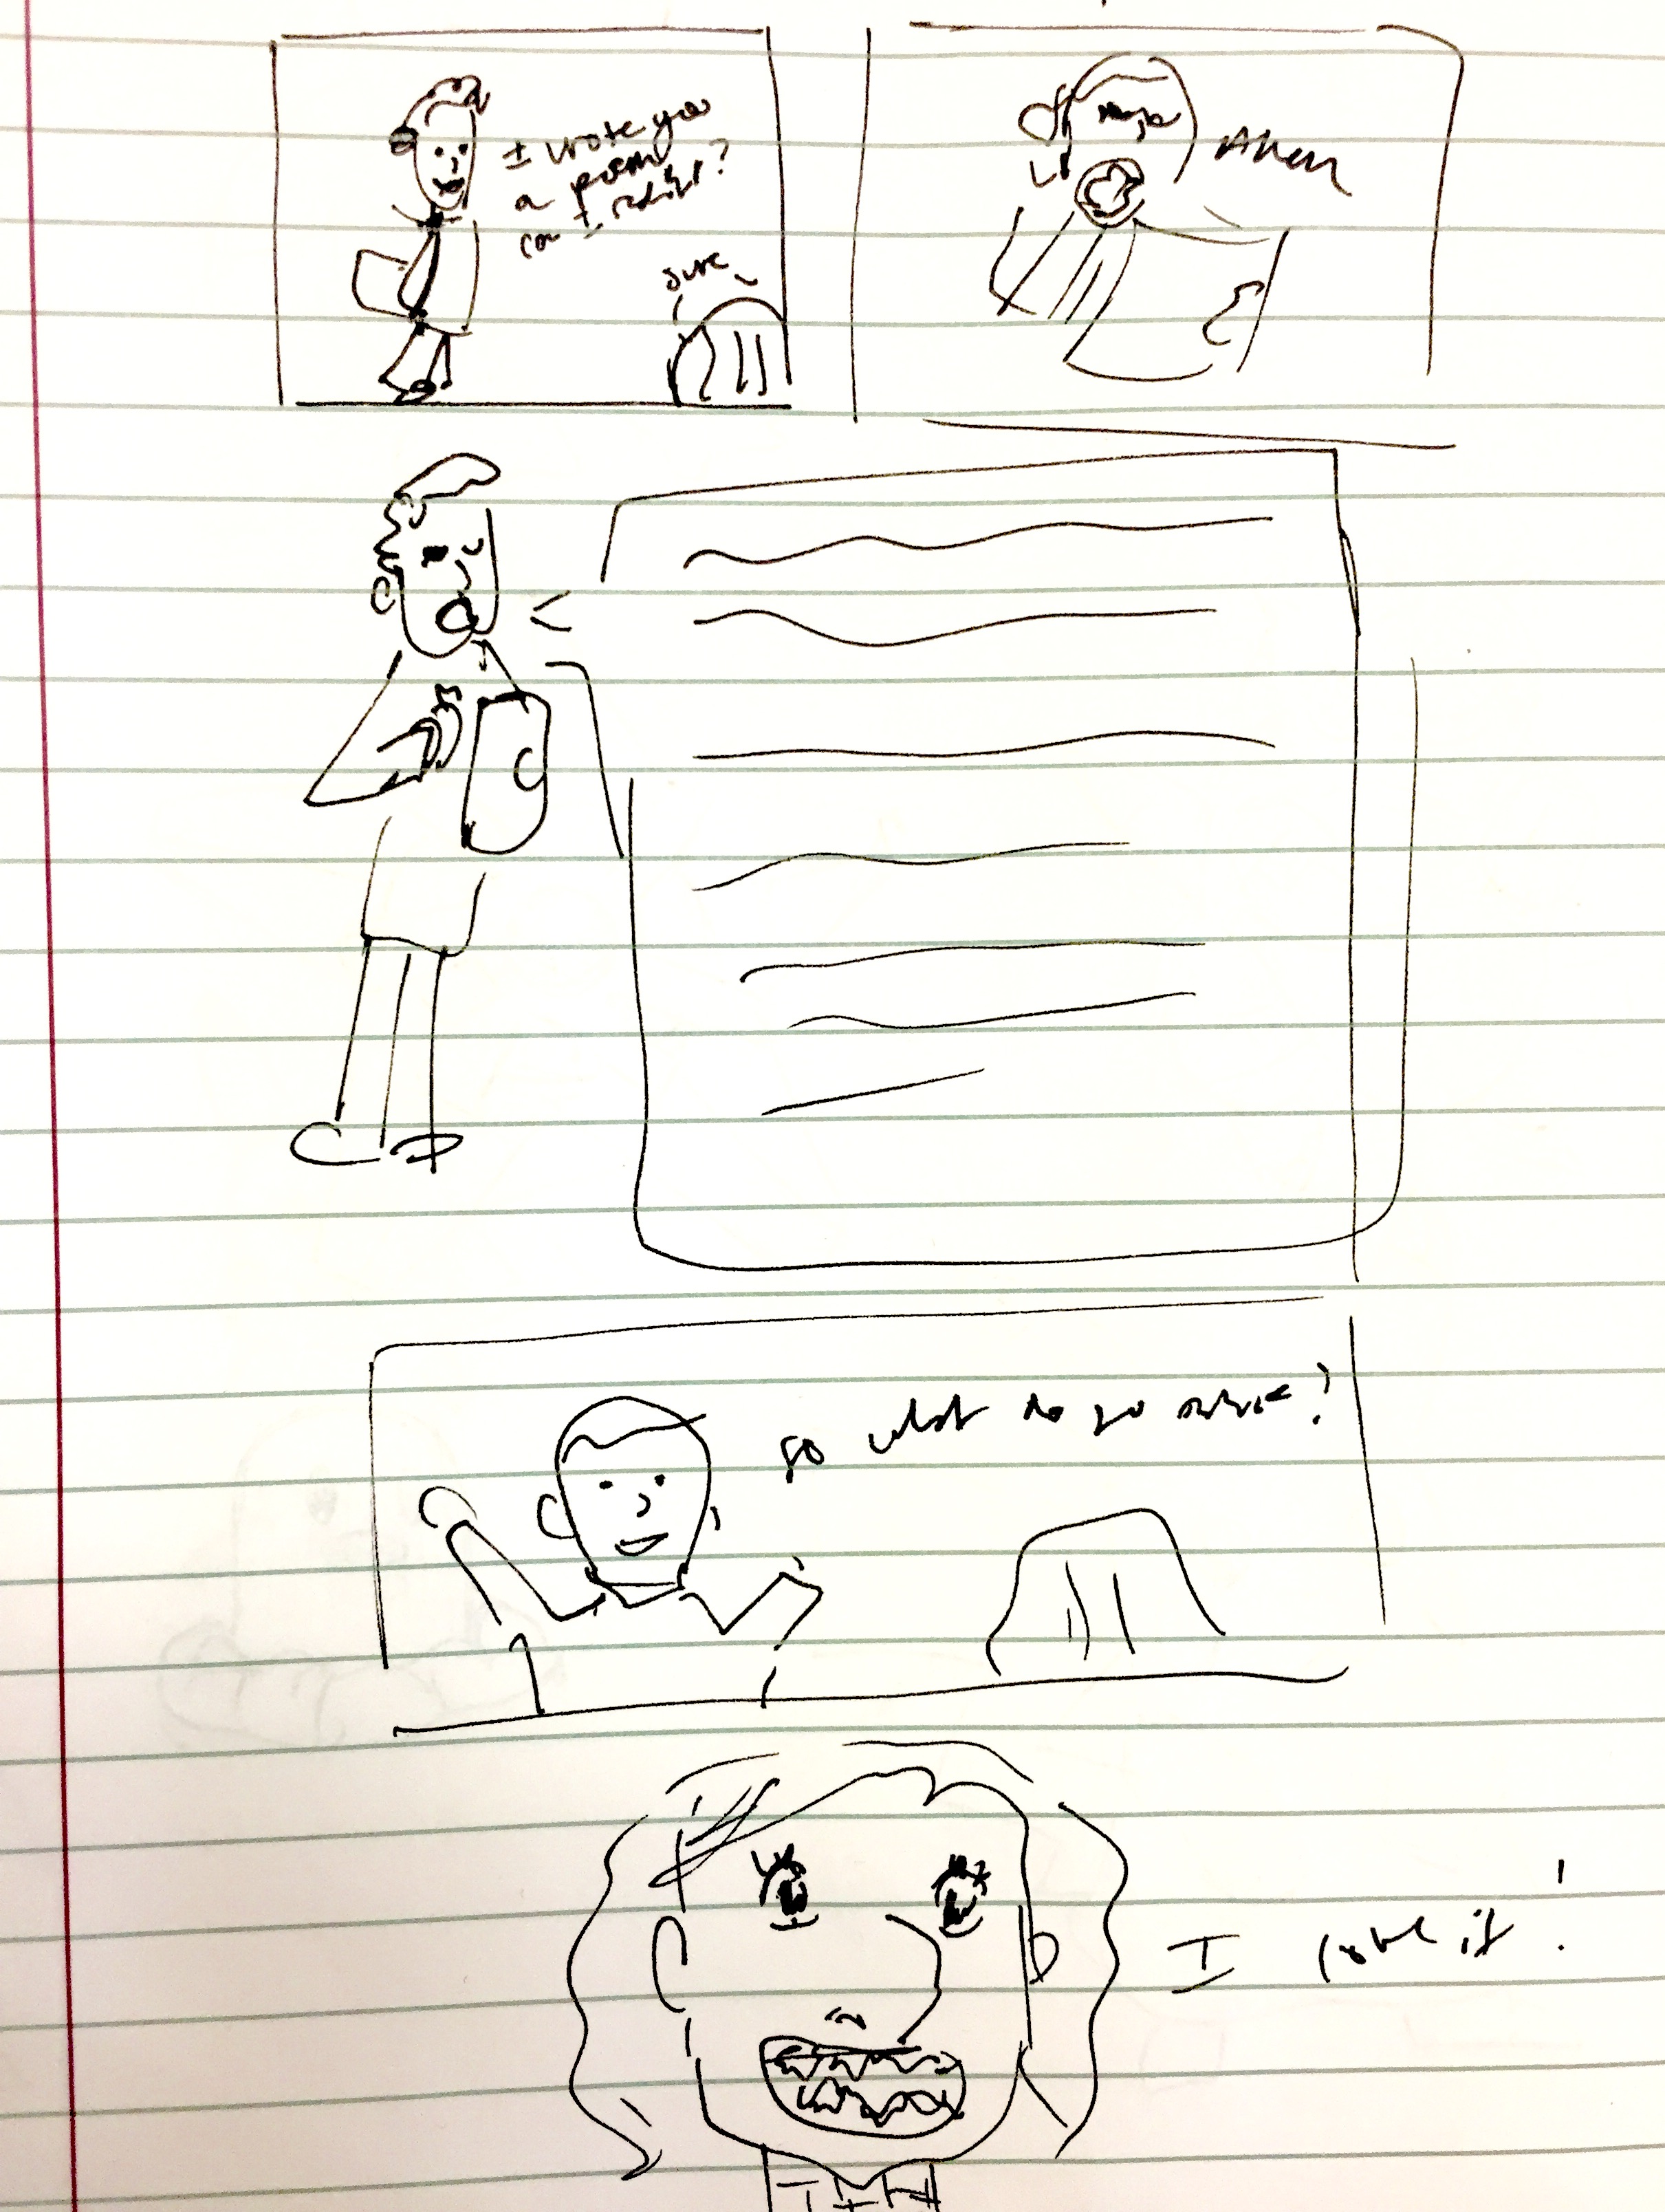 I wrote you
a poem
can I read it?
sure
Ahem
so what do you think?
I love it!